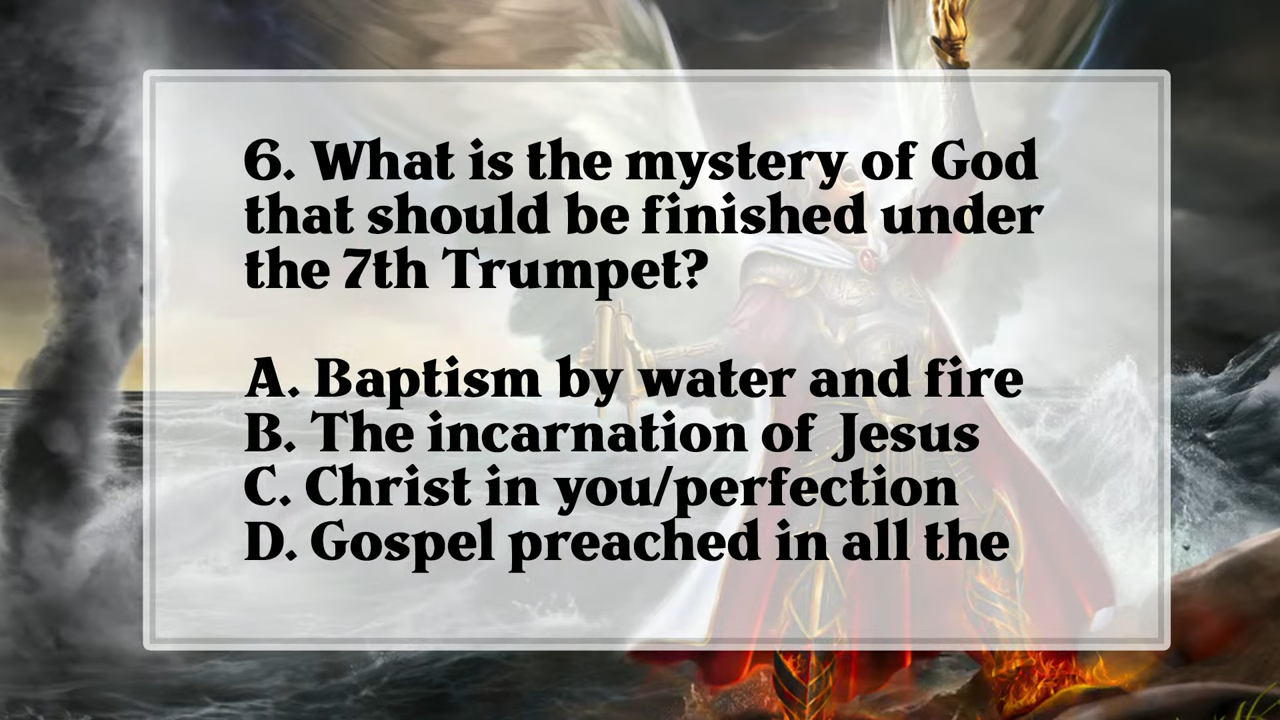 6. What is the mystery of God
that should be finished under
the 7th Trumpet?
A. Baptism by water and fire
B. The incarnation of Jesus
C. Christ in you/perfection
D. Gospel preached in all the